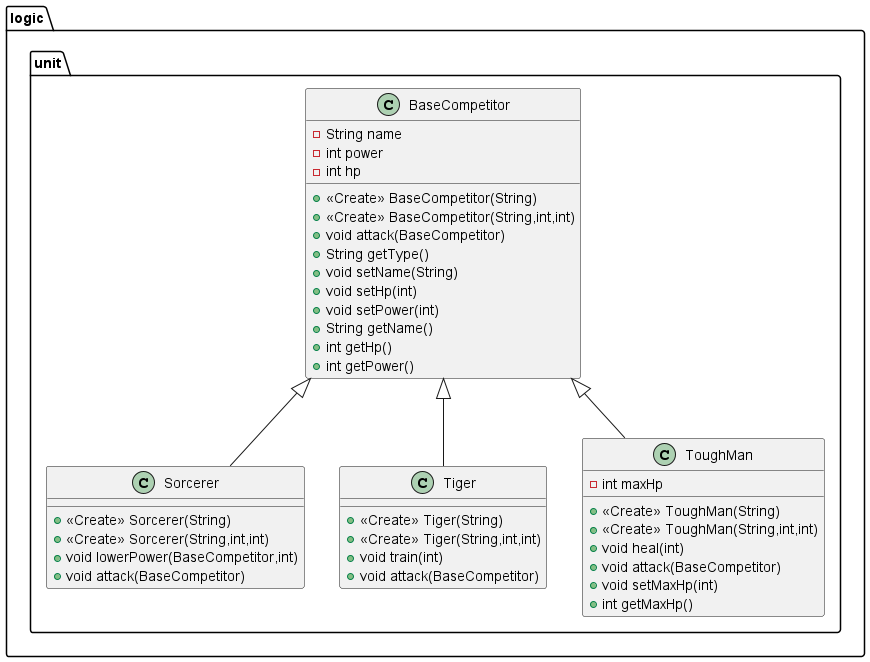 logic
unit
C BaseCompetitor
String name
int power
int hp
«Create» BaseCompetitor(String)
«Create» BaseCompetitor(String,int,int)
void attack(BaseCompetitor)
String getType()
void setName(String)
void setHp(int)
void setPower(int)
String getName()
int getHp()
int getPower()
C Sorcerer
«Create» Sorcerer(String)
«Create» Sorcerer(String,int,int)
void lowerPower(BaseCompetitor,int)
void attack(BaseCompetitor)
C Tiger
«Create» Tiger(String)
«Create» Tiger(String,int,int)
void train(int)
void attack(BaseCompetitor)
C ToughMan
int maxHp
«Create» ToughMan(String)
«Create» ToughMan(String,int,int)
void heal(int)
void attack(BaseCompetitor)
void setMaxHp(int)
int getMaxHp()